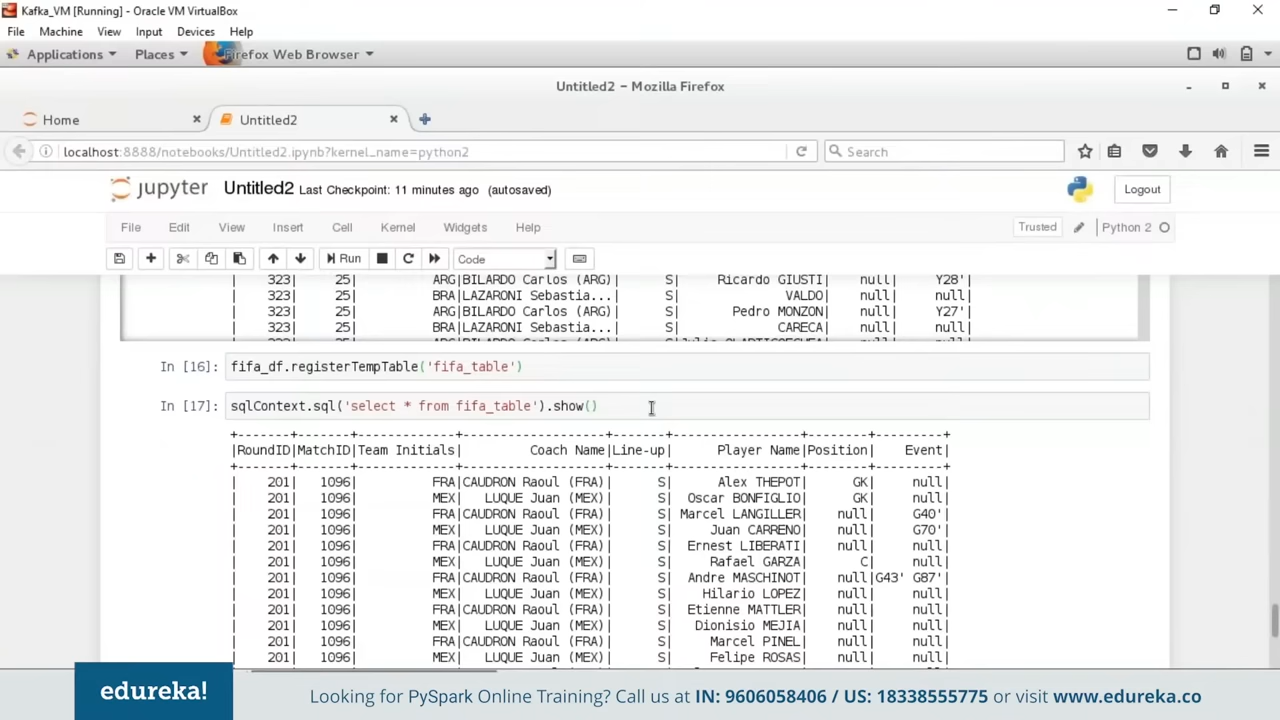 Kafka_VM [Running] - Oracle VM VirtualBox
File Machine View Input Devices Help
Applications Places Firefox Web Browser
Untitled2 - Mozilla Firefox
Home Untitled2
localhost:8888/notebooks/Untitled2.ipynb?kernel_name=python2 Search
jupyter Untitled2 Last Checkpoint: 11 minutes ago (autosaved) Logout
File Edit View Insert Cell Kernel Widgets Help Trusted Python 2
Run Code
| 323| 25| ARG|BILARDO Carlos (ARG)| S| Ricardo GIUSTI| null| Y28'|
| 323| 25| BRA|LAZARONI Sebastia...| S| VALDO| null| null|
| 323| 25| ARG|BILARDO Carlos (ARG)| S| Pedro MONZON| null| Y27'|
| 323| 25| BRA|LAZARONI Sebastia...| S| CARECA| null| null|
In [16]: fifa_df.registerTempTable('fifa_table')
In [17]: sqlContext.sql('select * from fifa_table').show()
+-------+-------+-------------+--------------------+-------+-----------------+--------+---------+
|RoundID|MatchID|Team Initials| Coach Name|Line-up| Player Name|Position| Event|
+-------+-------+-------------+--------------------+-------+-----------------+--------+---------+
| 201| 1096| FRA|CAUDRON Raoul (FRA)| S| Alex THEPOT| GK| null|
| 201| 1096| MEX| LUQUE Juan (MEX)| S| Oscar BONFIGLIO| GK| null|
| 201| 1096| FRA|CAUDRON Raoul (FRA)| S| Marcel LANGILLER| null| G40'|
| 201| 1096| MEX| LUQUE Juan (MEX)| S| Juan CARRENO| null| G70'|
| 201| 1096| FRA|CAUDRON Raoul (FRA)| S| Ernest LIBERATI| null| null|
| 201| 1096| MEX| LUQUE Juan (MEX)| S| Rafael GARZA| C| null|
| 201| 1096| FRA|CAUDRON Raoul (FRA)| S| Andre MASCHINOT| null|G43' G87'|
| 201| 1096| MEX| LUQUE Juan (MEX)| S| Hilario LOPEZ| null| null|
| 201| 1096| FRA|CAUDRON Raoul (FRA)| S| Etienne MATTLER| null| null|
| 201| 1096| MEX| LUQUE Juan (MEX)| S| Dionisio MEJIA| null| null|
| 201| 1096| FRA|CAUDRON Raoul (FRA)| S| Marcel PINEL| null| null|
| 201| 1096| MEX| LUQUE Juan (MEX)| S| Felipe ROSAS| null| null|
edureka! Looking for PySpark Online Training? Call us at IN: 9606058406 / US: 18338555775 or visit www.edureka.co